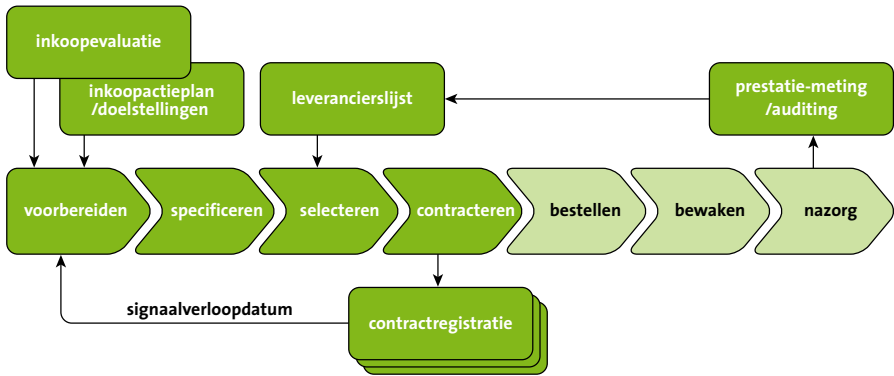 inkoopevaluatie
inkoopactieplan
/doelstellingen
leverancierslijst
prestatie-meting
/auditing
voorbereiden
specificeren
selecteren
contracteren
bestellen
bewaken
nazorg
signaalverloopdatum
contractregistratie